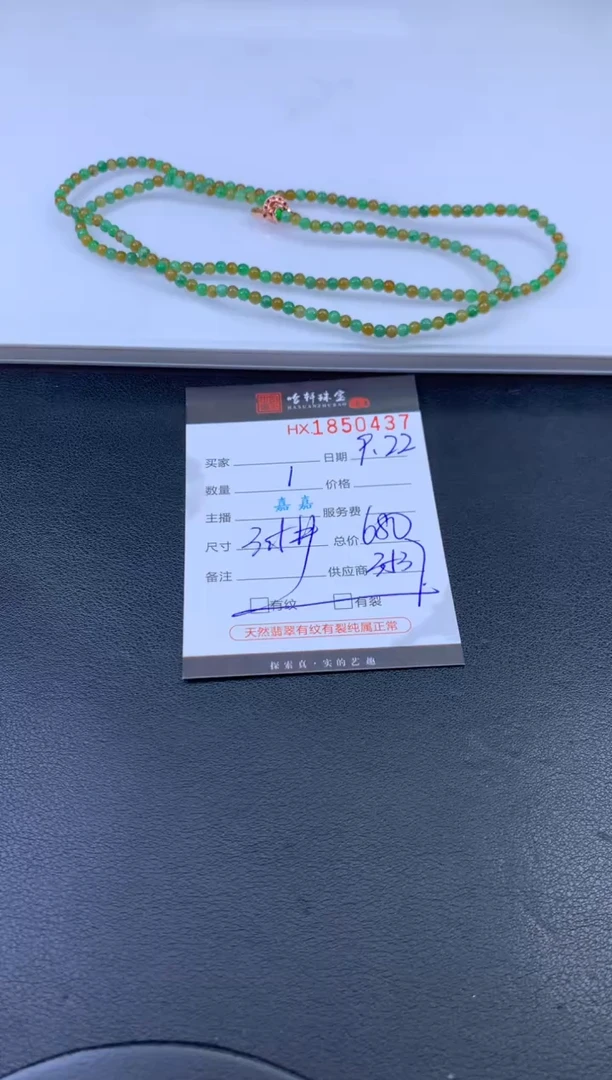 轩珠宝
HX1850437
买家 日期 9.22
数量 1 价格
主播 嘉嘉 服务费
尺寸 总价 680
备注 供应商
有纹 有裂
天然翡翠有纹有裂纯属正常
探索真·实的艺趣